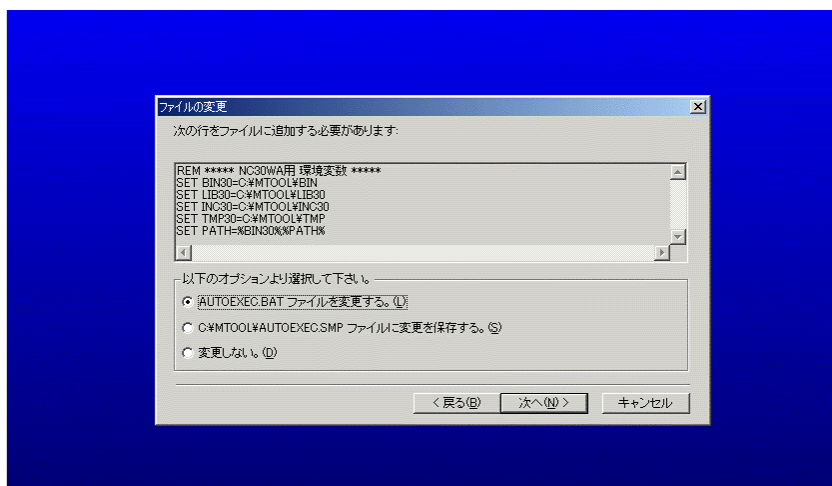 ファイルの変更
次の行をファイルに追加する必要があります:
REM ***** NC30WA用 環境変数 *****
SET BIN30=C:¥MTOOL¥BIN
SET LIB30=C:¥MTOOL¥LIB30
SET INC30=C:¥MTOOL¥INC30
SET TMP30=C:¥MTOOL¥TMP
SET PATH=%BIN30%;%PATH%
以下のオプションより選択して下さい。
AUTOEXEC.BAT ファイルを変更する。(L)
C:¥MTOOL¥AUTOEXEC.SMP ファイルに変更を保存する。(S)
変更しない。(D)
< 戻る(B) 次へ(N) > キャンセル